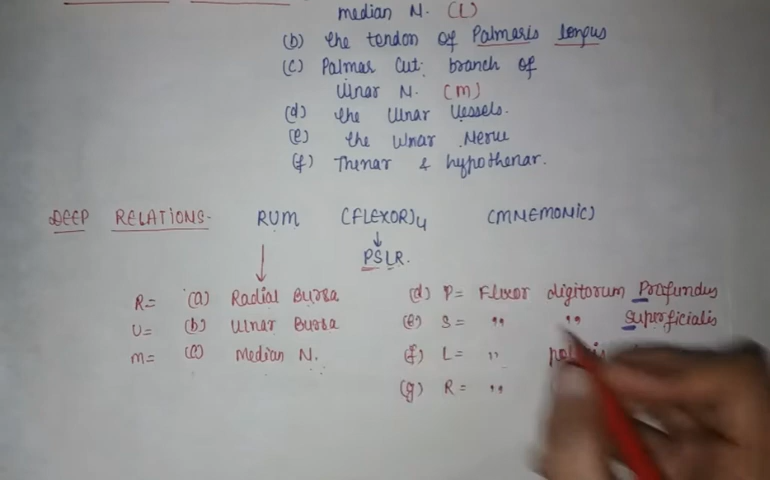 median N. (L)
(b) the tendon of Palmaris longus
(c) Palmar Cut. branch of
Ulnar N. (M)
(d) the Ulnar Vessels.
(e) the Ulnar Nerve
(f) Thenar & hypothenar.
DEEP RELATIONS- RUM (FLEXOR)4 (MNEMONIC)
PSLR.
R= (a) Radial Bursa (d) P= Flexor digitorum Profundus
U= (b) Ulnar Bursa (e) S= " " Superficialis
M= (c) Median N. (f) L= "
(g) R= "